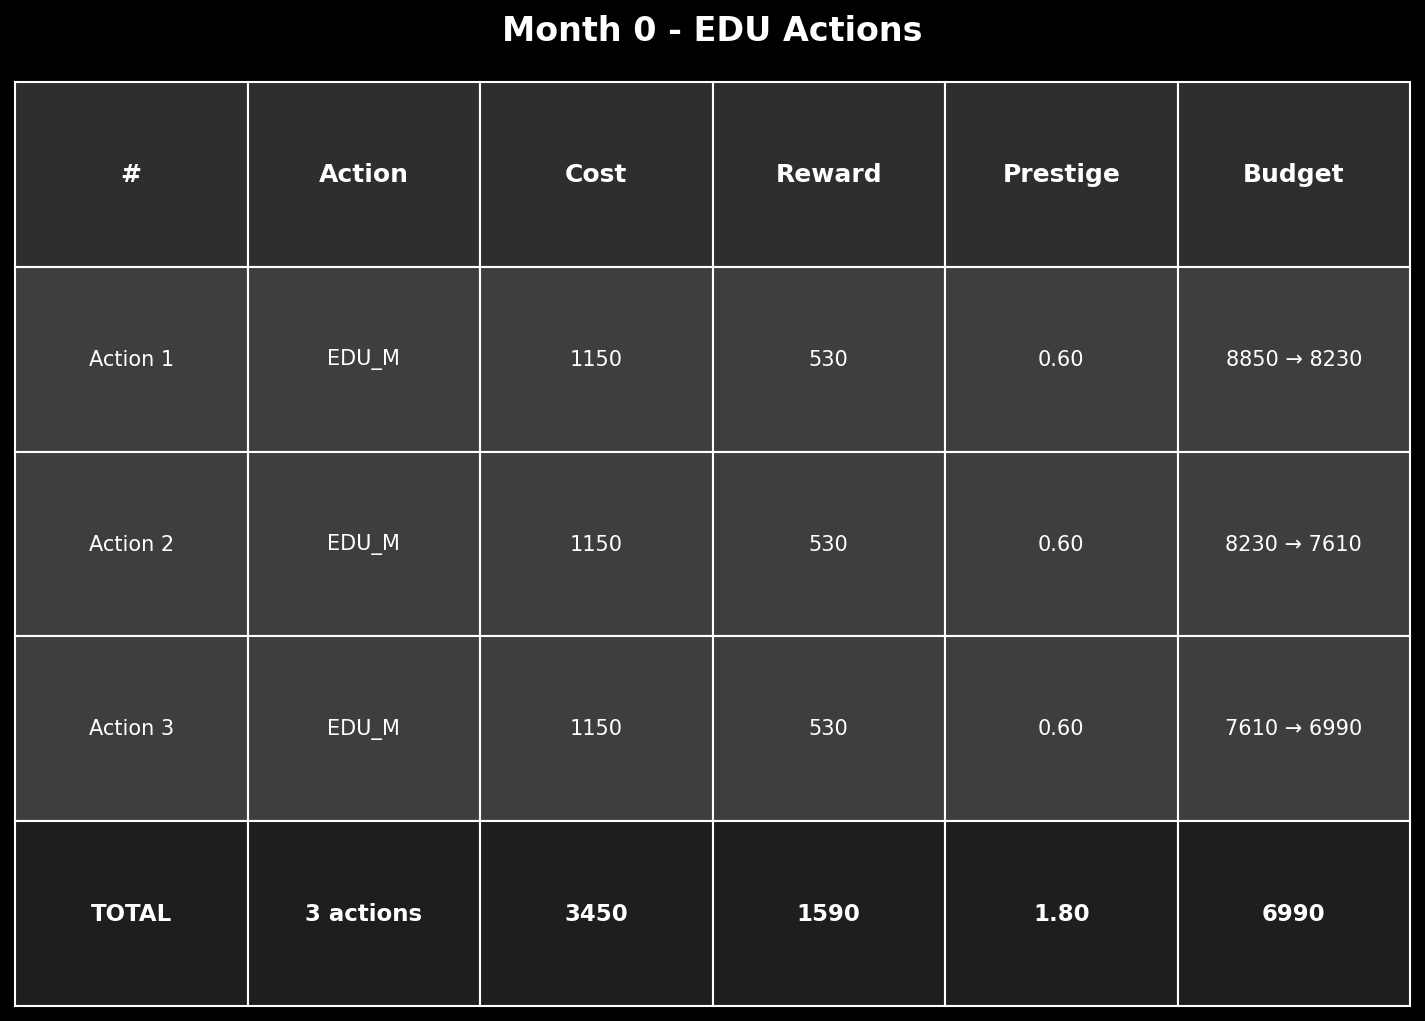 Month 0 - EDU Actions
# Action Cost Reward Prestige Budget
Action 1 EDU_M 1150 530 0.60 8850 → 8230
Action 2 EDU_M 1150 530 0.60 8230 → 7610
Action 3 EDU_M 1150 530 0.60 7610 → 6990
TOTAL 3 actions 3450 1590 1.80 6990